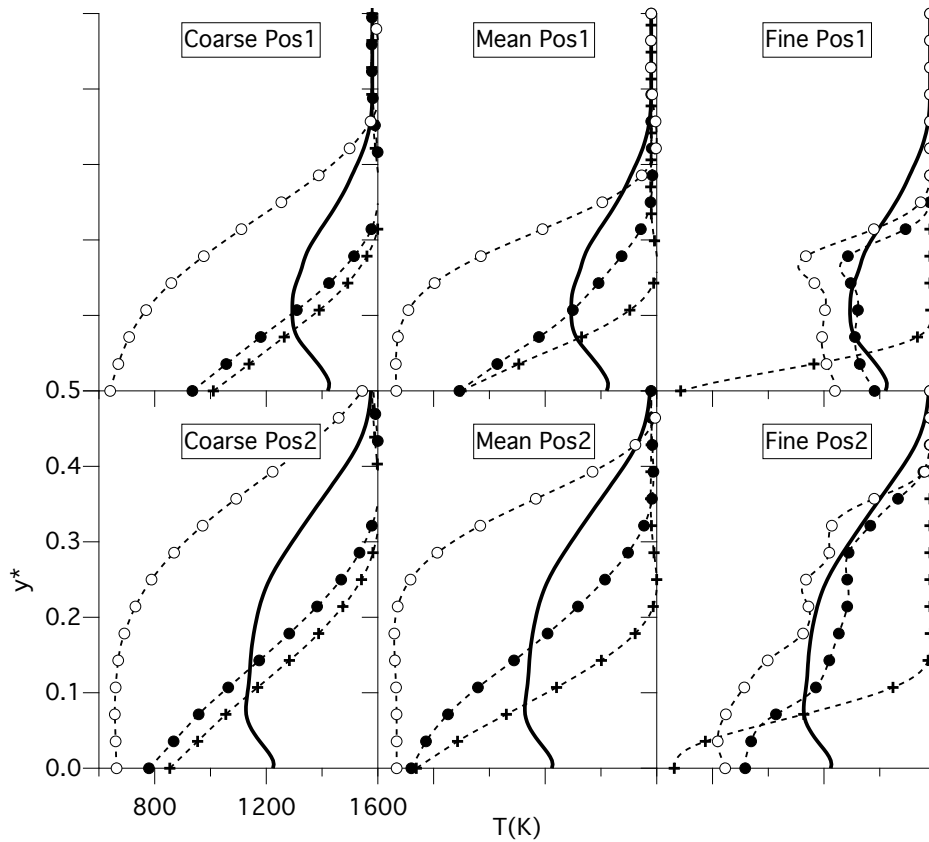 Coarse Pos1
Mean Pos1
Fine Pos1
0.5
Coarse Pos2
Mean Pos2
Fine Pos2
0.4
0.3
y*
0.2
0.1
0.0
800
1200
1600
T(K)